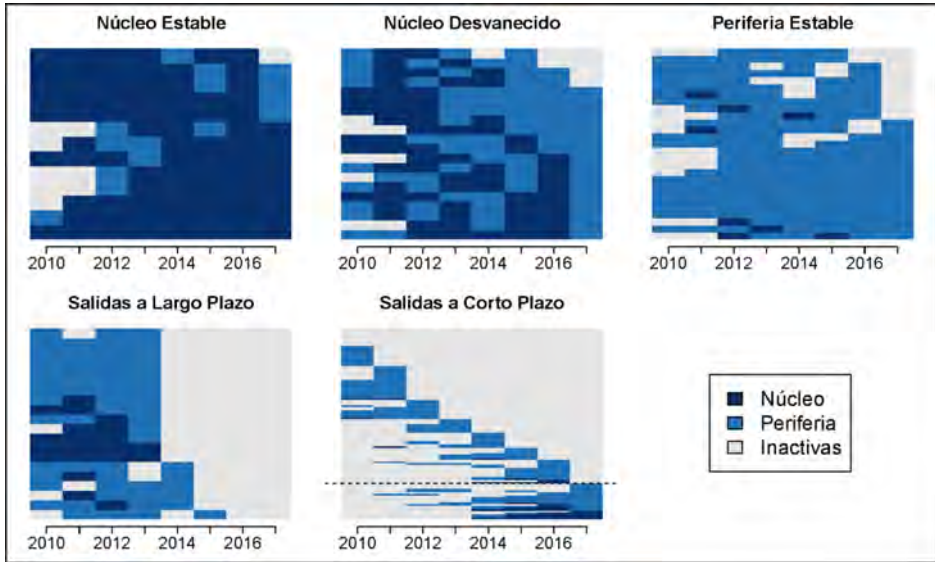 Núcleo Estable
Núcleo Desvanecido
Periferia Estable
2010 2012 2014 2016
2010 2012 2014 2016
2010 2012 2014 2016
Salidas a Largo Plazo
Salidas a Corto Plazo
2010 2012 2014 2016
2010 2012 2014 2016
Núcleo
Periferia
Inactivas